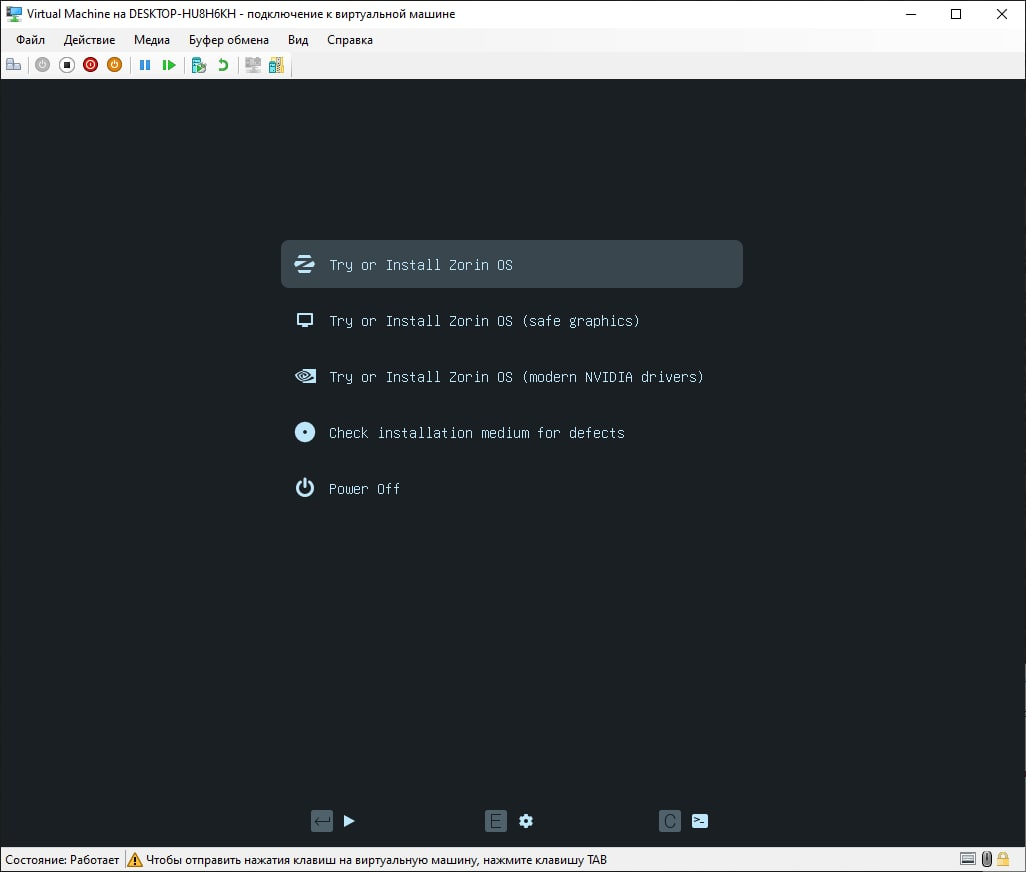 Virtual Machine на DESKTOP-HU8H6KH - подключение к виртуальной машине
Файл Действие Медиа Буфер обмена Вид Справка
Try or Install Zorin OS
Try or Install Zorin OS (safe graphics)
Try or Install Zorin OS (modern NVIDIA drivers)
Check installation medium for defects
Power Off
E C
Состояние: Работает Чтобы отправить нажатия клавиш на виртуальную машину, нажмите клавишу TAB